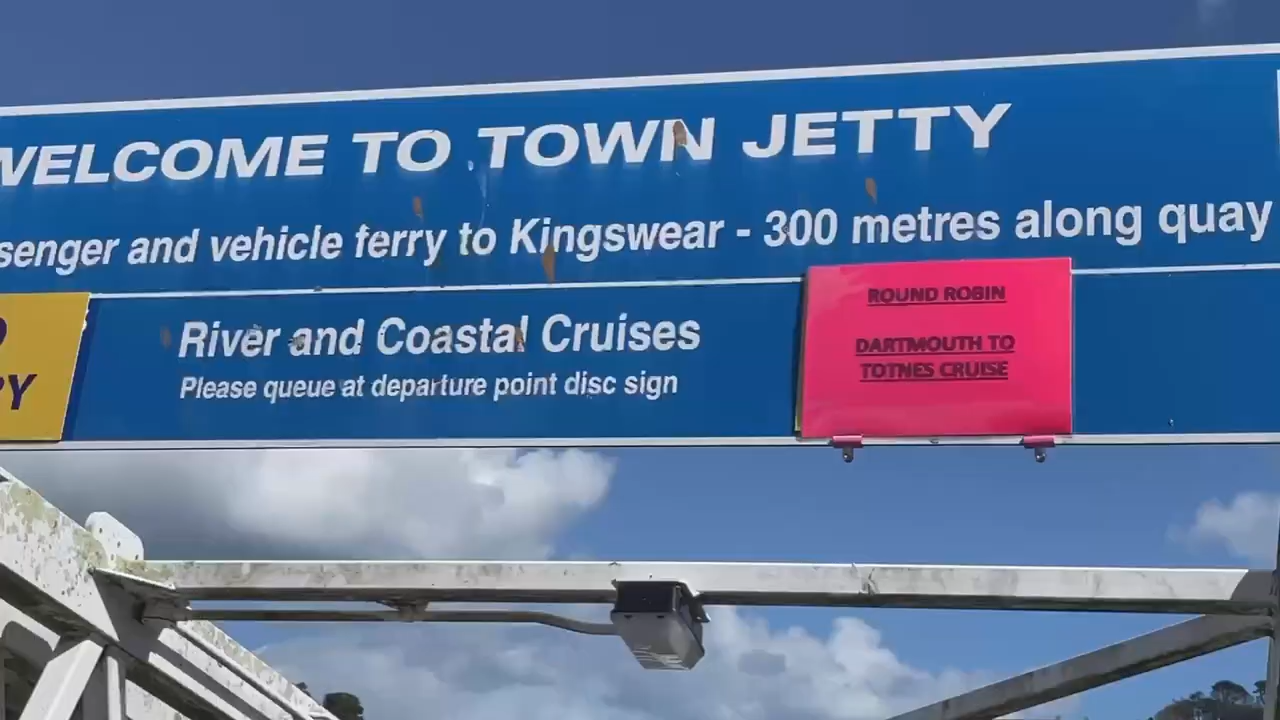 WELCOME TO TOWN JETTY
senger and vehicle ferry to Kingswear - 300 metres along quay
River and Coastal Cruises
Please queue at departure point disc sign
ROUND ROBIN
DARTMOUTH TO
TOTNES CRUISE